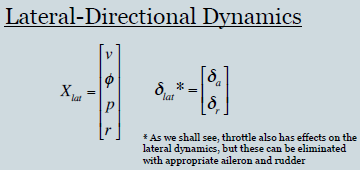 Lateral-Directional Dynamics
X_lat = [v ϕ p r]
δ_lat* = [δ_a δ_r]
* As we shall see, throttle also has effects on the
lateral dynamics, but these can be eliminated
with appropriate aileron and rudder